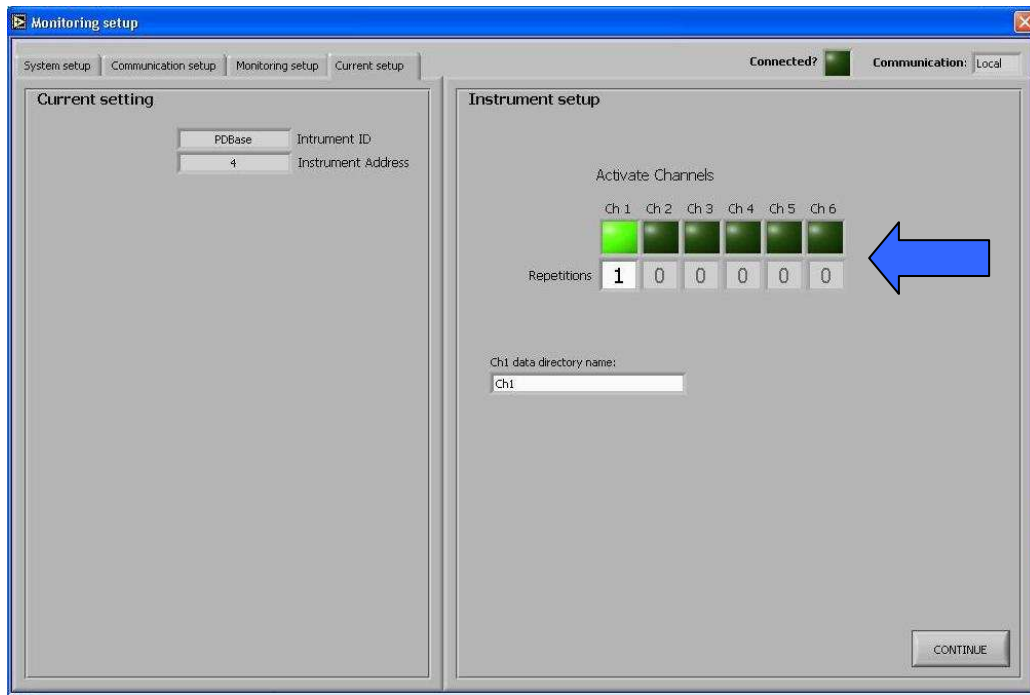 Monitoring setup
System setup Communication setup Monitoring setup Current setup Connected? Communication: Local
Current setting
PDBase Intrument ID
4 Instrument Address
Instrument setup
Activate Channels
Ch 1 Ch 2 Ch 3 Ch 4 Ch 5 Ch 6
Repetitions 1 0 0 0 0 0
Ch1 data directory name:
Ch1
CONTINUE